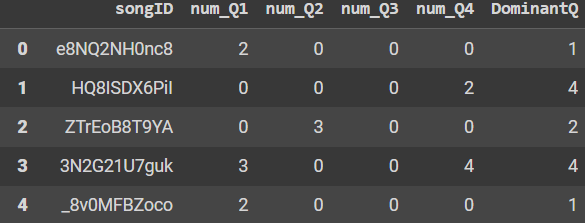 songID num_Q1 num_Q2 num_Q3 num_Q4 DominantQ
0 e8NQ2NH0nc8 2 0 0 0 1
1 HQ8ISDX6PiI 0 0 0 2 4
2 ZTrEoB8T9YA 0 3 0 0 2
3 3N2G21U7guk 3 0 0 4 4
4 _8v0MFBZoco 2 0 0 0 1